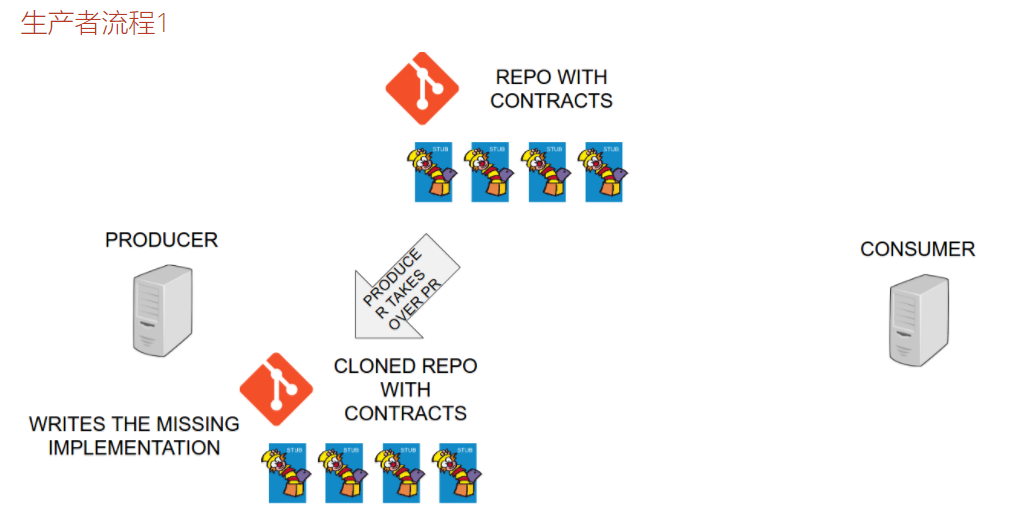 生产者流程1
REPO WITH
CONTRACTS
STUB
STUB
STUB
STUB
PRODUCER
CONSUMER
PRODUCE
R TAKES
OVER PR
CLONED REPO
WITH
CONTRACTS
WRITES THE MISSING
IMPLEMENTATION
STUB
STUB
STUB
STUB